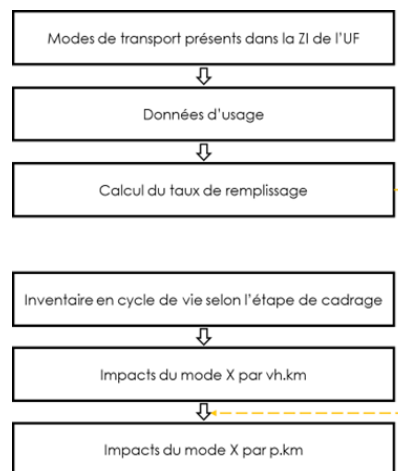 Modes de transport présents dans la ZI de l'UF
Données d'usage
Calcul du taux de remplissage
Inventaire en cycle de vie selon l'étape de cadrage
Impacts du mode X par vh.km
Impacts du mode X par p.km